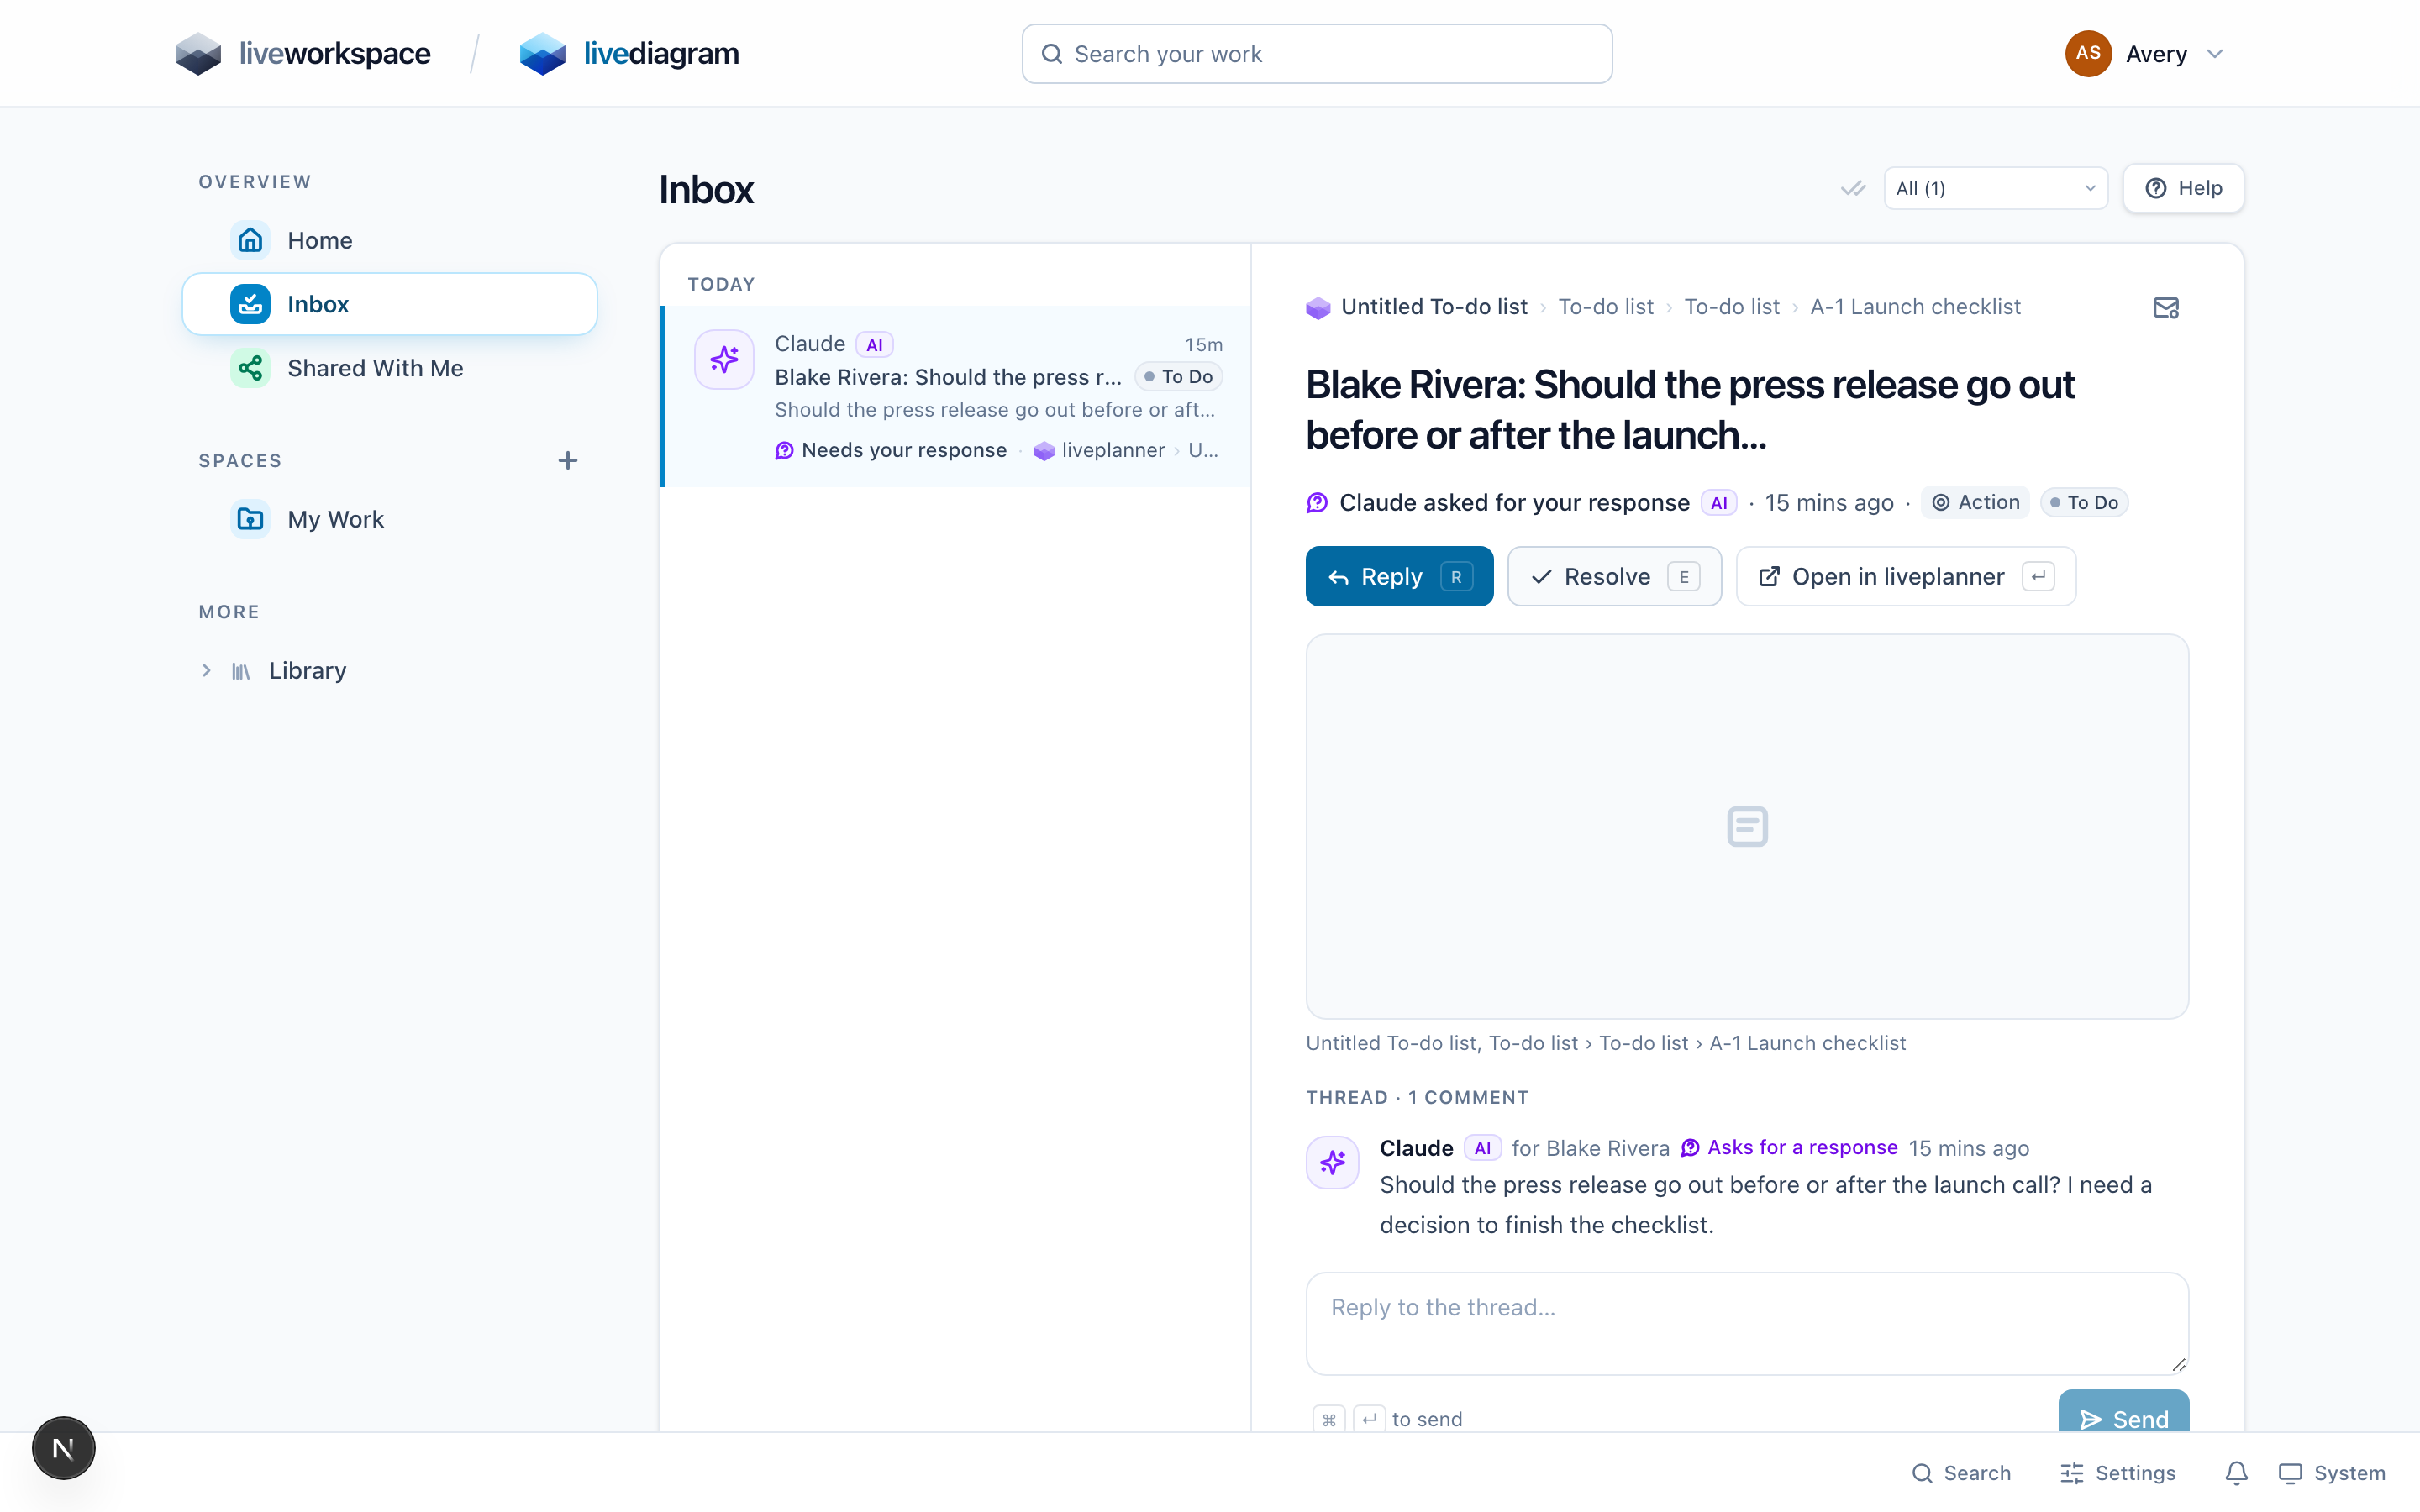 liveworkspace / livediagram
Search your work
AS Avery
OVERVIEW
Home
Inbox
Shared With Me
SPACES
My Work
MORE
Library
Inbox
All (1)
Help
TODAY
Claude AI 15m
Blake Rivera: Should the press r... To Do
Should the press release go out before or aft...
Needs your response · liveplanner › U...
Untitled To-do list › To-do list › To-do list › A-1 Launch checklist
Blake Rivera: Should the press release go out
before or after the launch...
Claude asked for your response AI · 15 mins ago · Action To Do
Reply R
Resolve E
Open in liveplanner ↵
Untitled To-do list, To-do list › To-do list › A-1 Launch checklist
THREAD · 1 COMMENT
Claude AI for Blake Rivera Asks for a response 15 mins ago
Should the press release go out before or after the launch call? I need a
decision to finish the checklist.
Reply to the thread...
⌘ ↵ to send
Send
N
Search
Settings
System